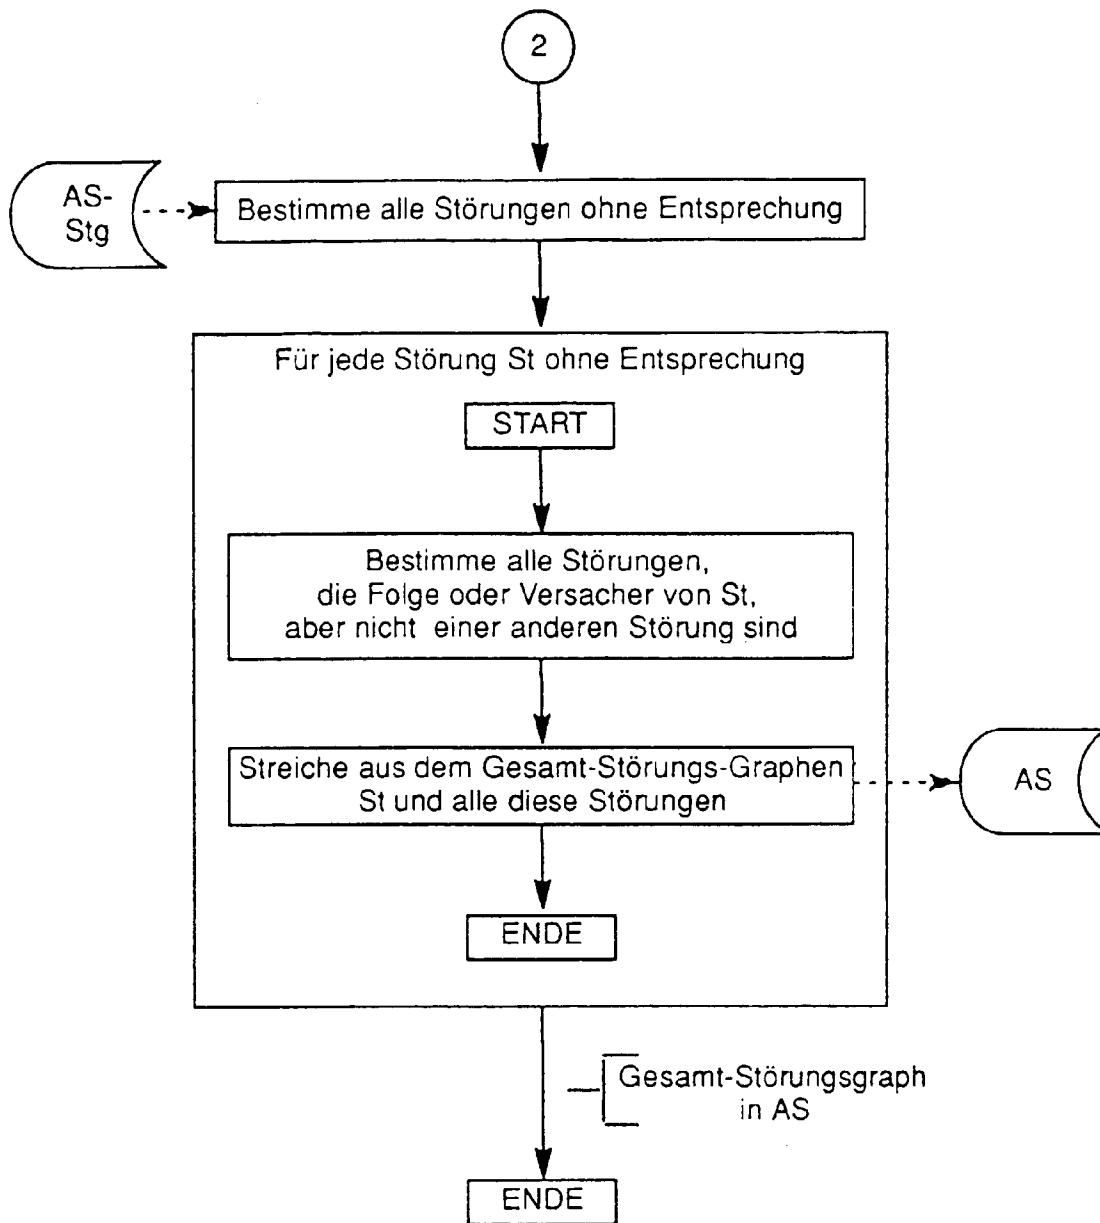 2
AS-
Stg
Bestimme alle Störungen ohne Entsprechung
Für jede Störung St ohne Entsprechung
START
Bestimme alle Störungen,
die Folge oder Versacher von St,
aber nicht einer anderen Störung sind
Streiche aus dem Gesamt-Störungs-Graphen
St und alle diese Störungen
AS
ENDE
Gesamt-Störungsgraph
in AS
ENDE